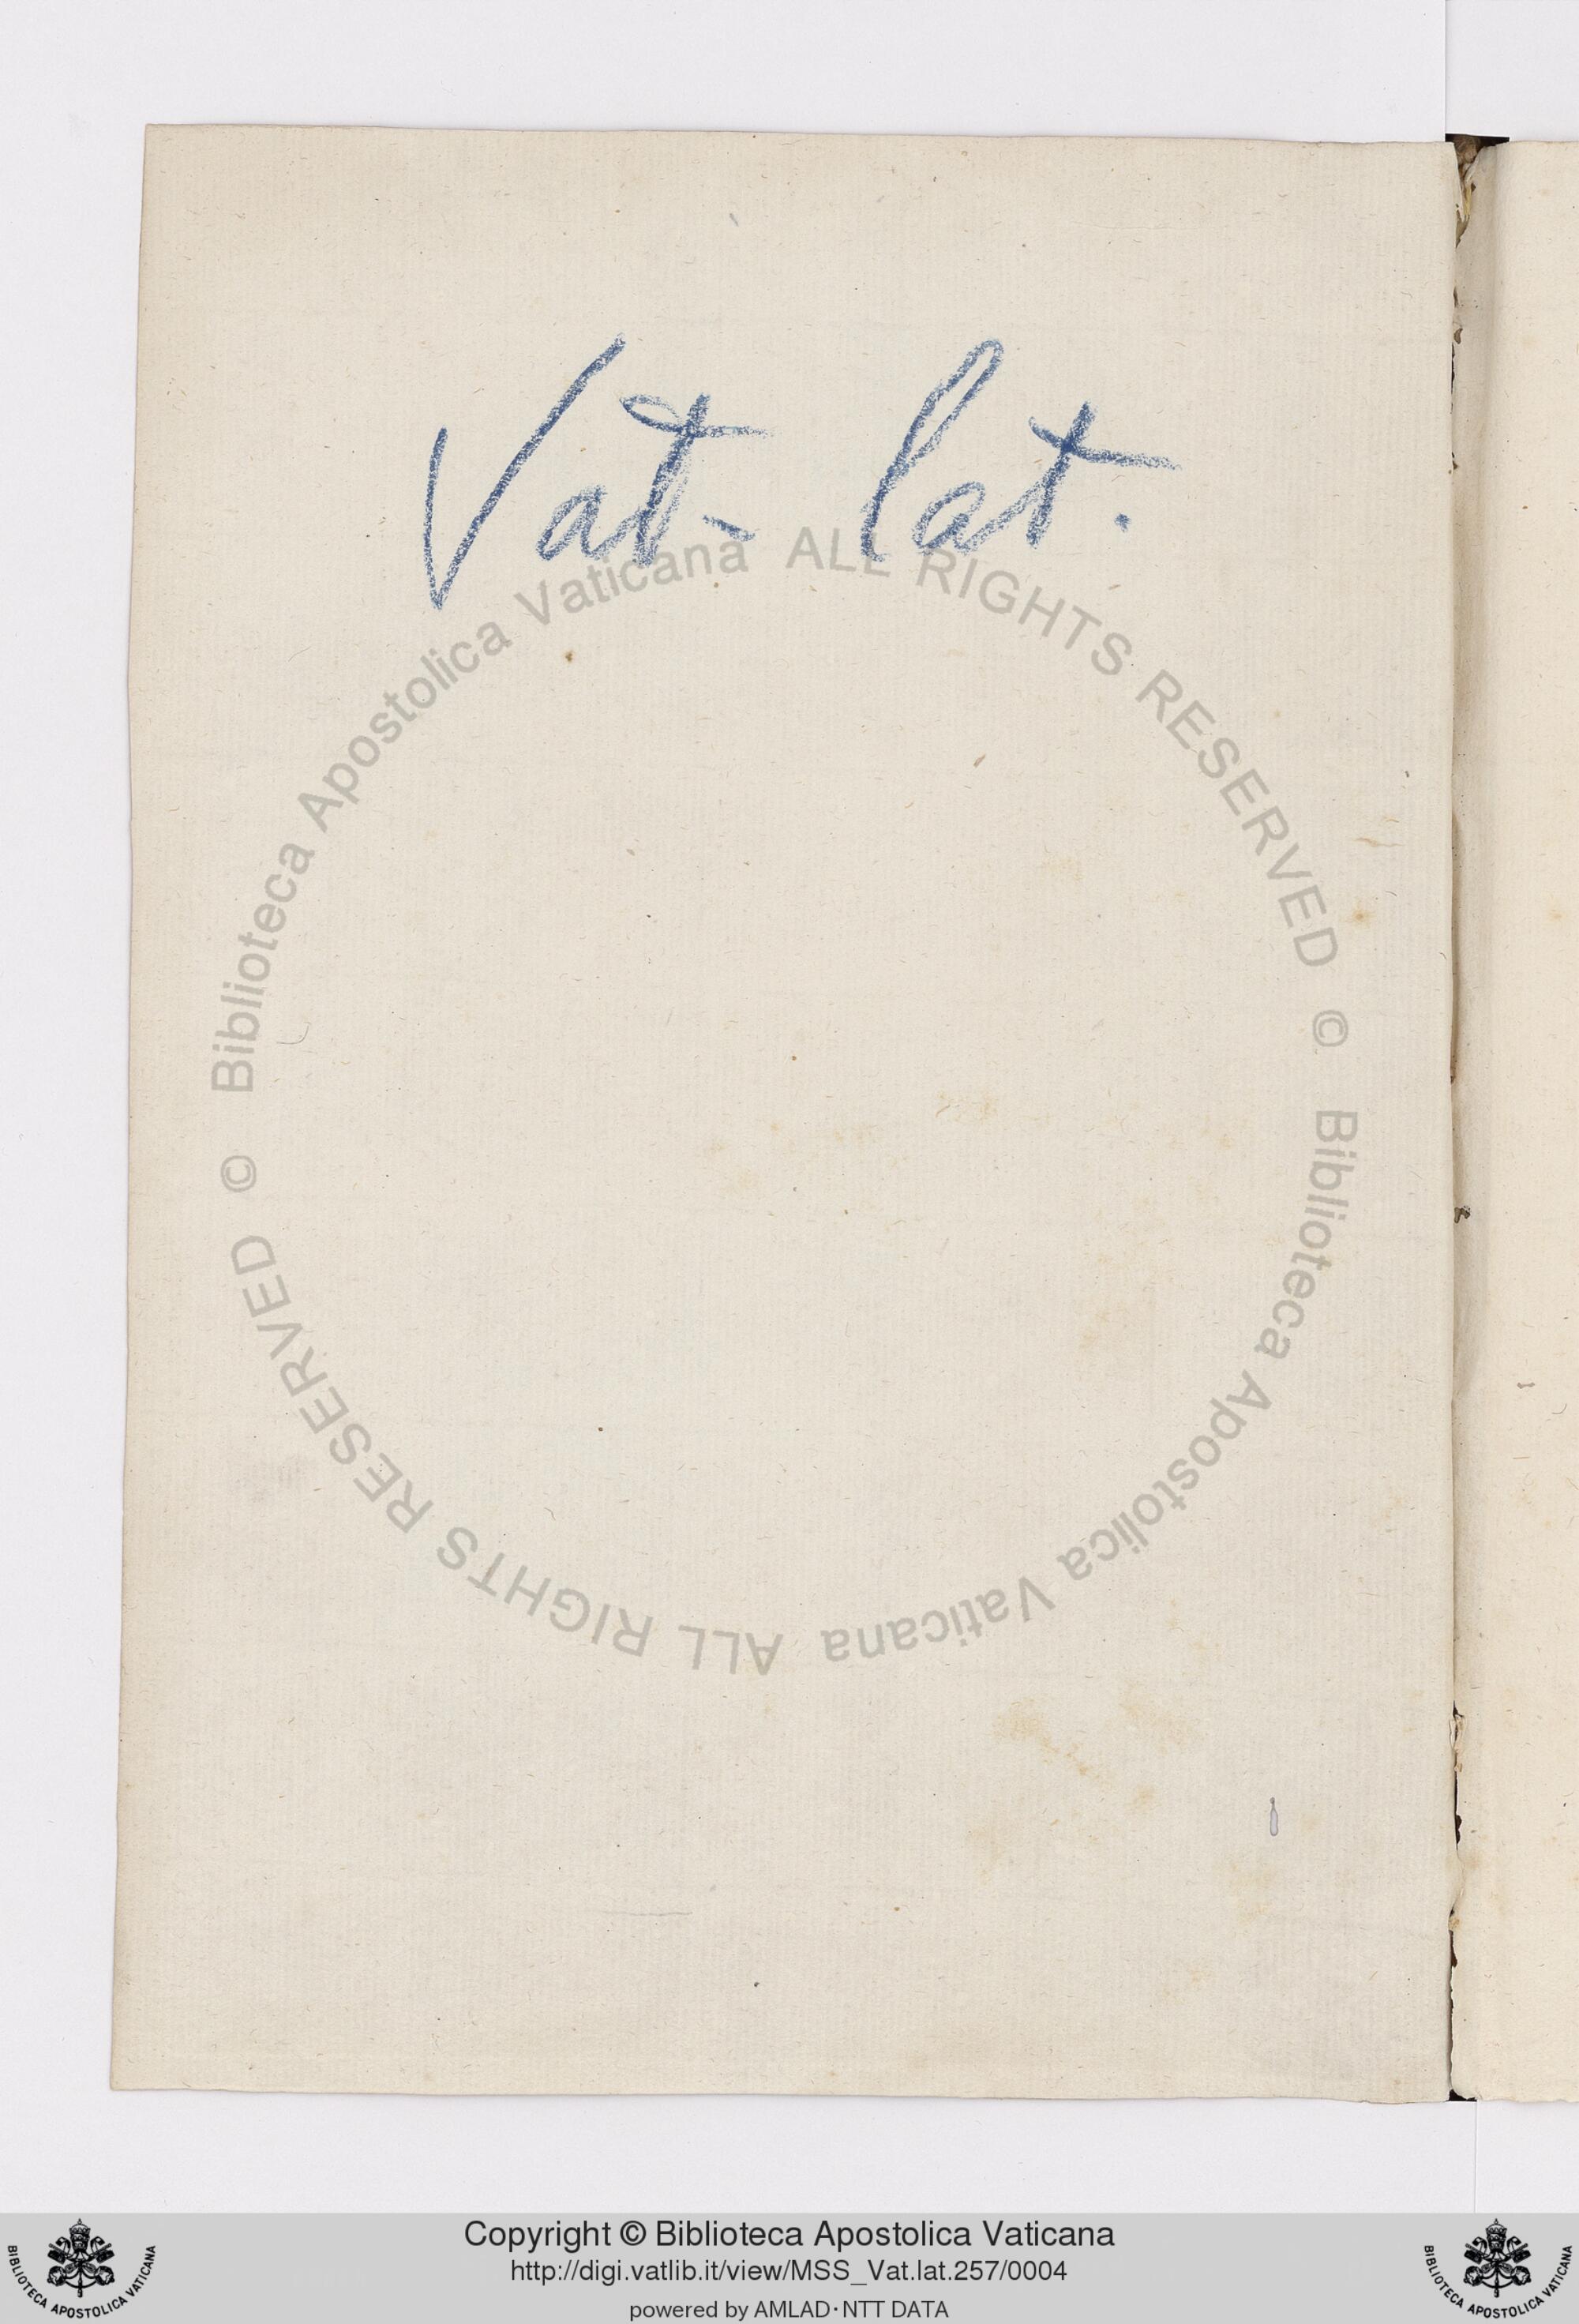 Vat. lat.
© Biblioteca Apostolica Vaticana ALL RIGHTS RESERVED
© Biblioteca Apostolica Vaticana ALL RIGHTS RESERVED
BIBLIOTECA APOSTOLICA VATICANA
Copyright © Biblioteca Apostolica Vaticana
http://digi.vatlib.it/view/MSS_Vat.lat.257/0004
powered by AMLAD·NTT DATA
BIBLIOTECA APOSTOLICA VATICANA